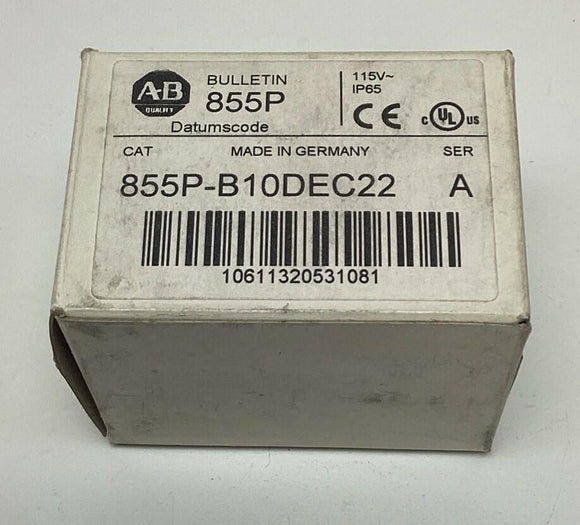 A-B
QUALITY
BULLETIN
855P
Datumscode
115V~
IP65
CE
c UL us
CAT MADE IN GERMANY SER
855P-B10DEC22 A
10611320531081